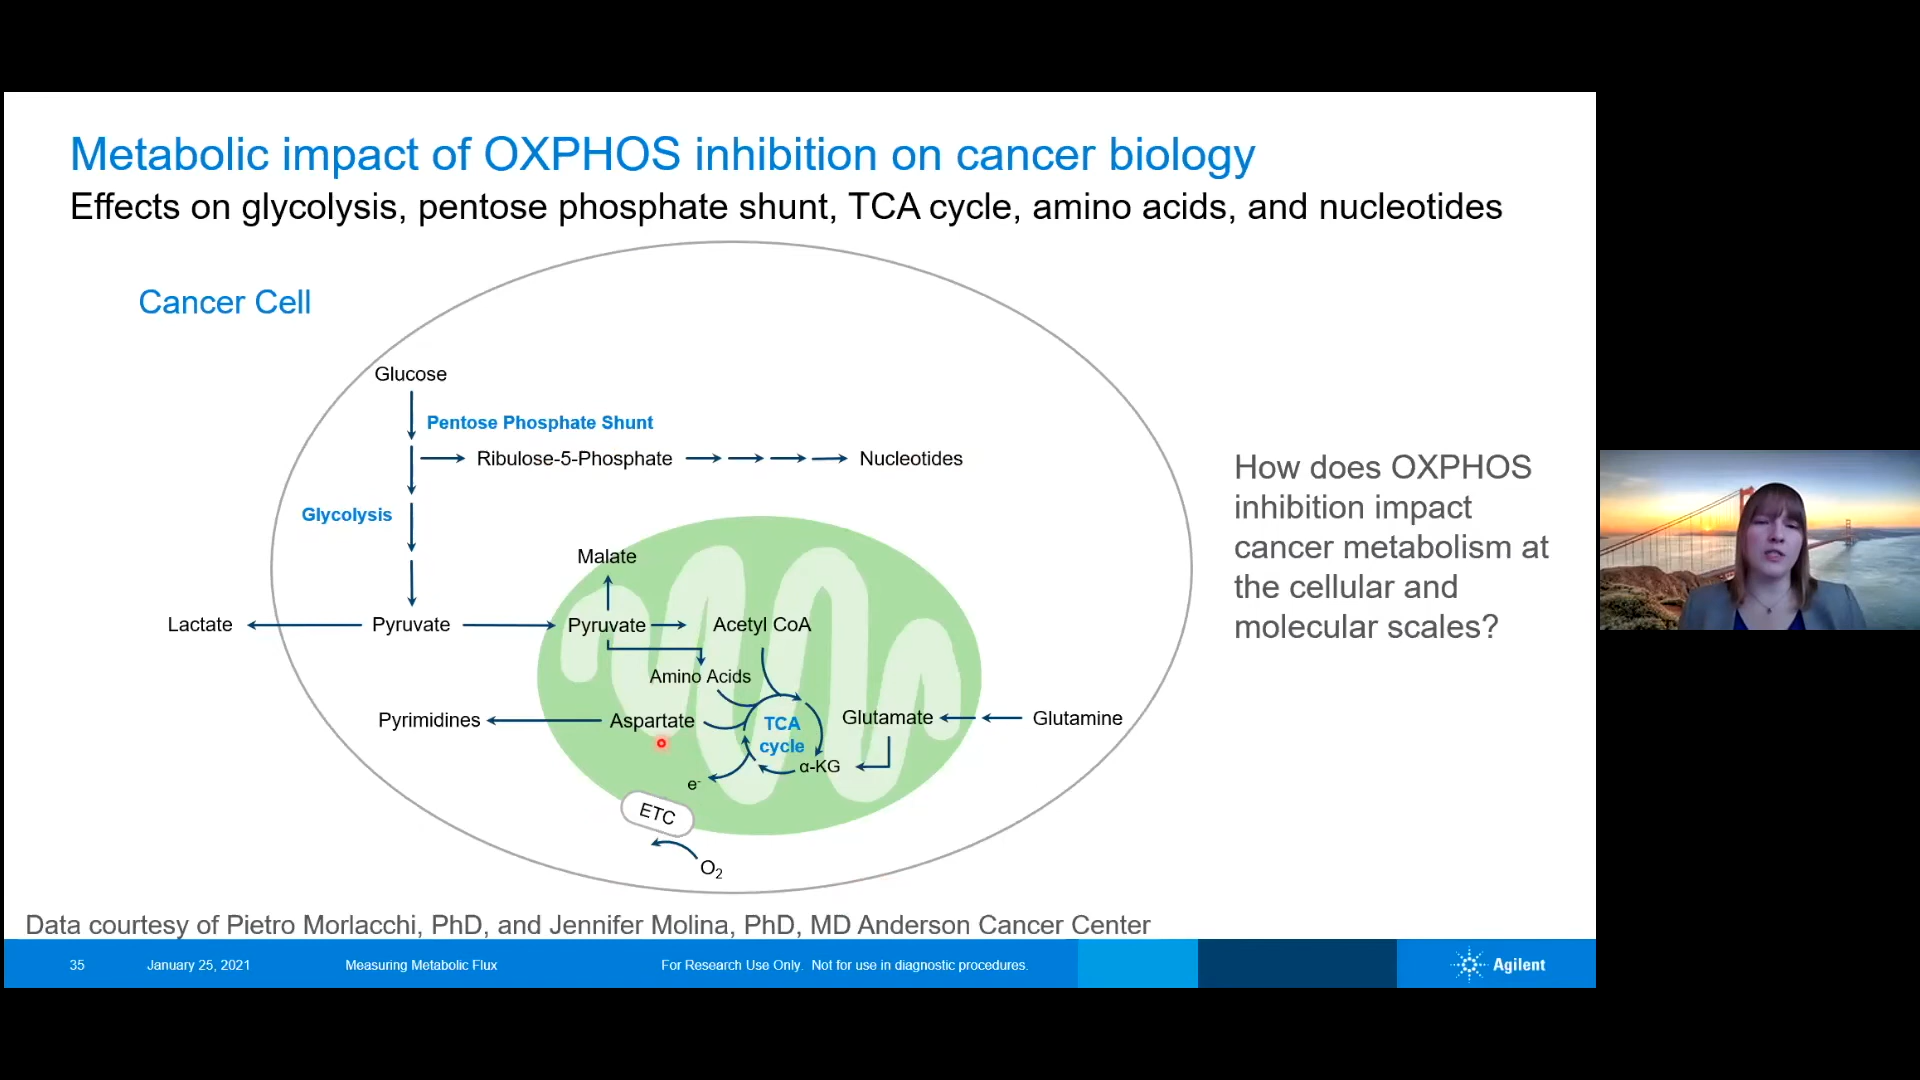 Metabolic impact of OXPHOS inhibition on cancer biology
Effects on glycolysis, pentose phosphate shunt, TCA cycle, amino acids, and nucleotides
Cancer Cell
Glucose
Pentose Phosphate Shunt
Ribulose-5-Phosphate
Nucleotides
Glycolysis
Malate
Lactate
Pyruvate
Pyruvate
Acetyl CoA
Amino Acids
Pyrimidines
Aspartate
TCA
cycle
Glutamate
Glutamine
α-KG
e-
ETC
O2
How does OXPHOS
inhibition impact
cancer metabolism at
the cellular and
molecular scales?
Data courtesy of Pietro Morlacchi, PhD, and Jennifer Molina, PhD, MD Anderson Cancer Center
35
January 25, 2021
Measuring Metabolic Flux
For Research Use Only. Not for use in diagnostic procedures.
Agilent